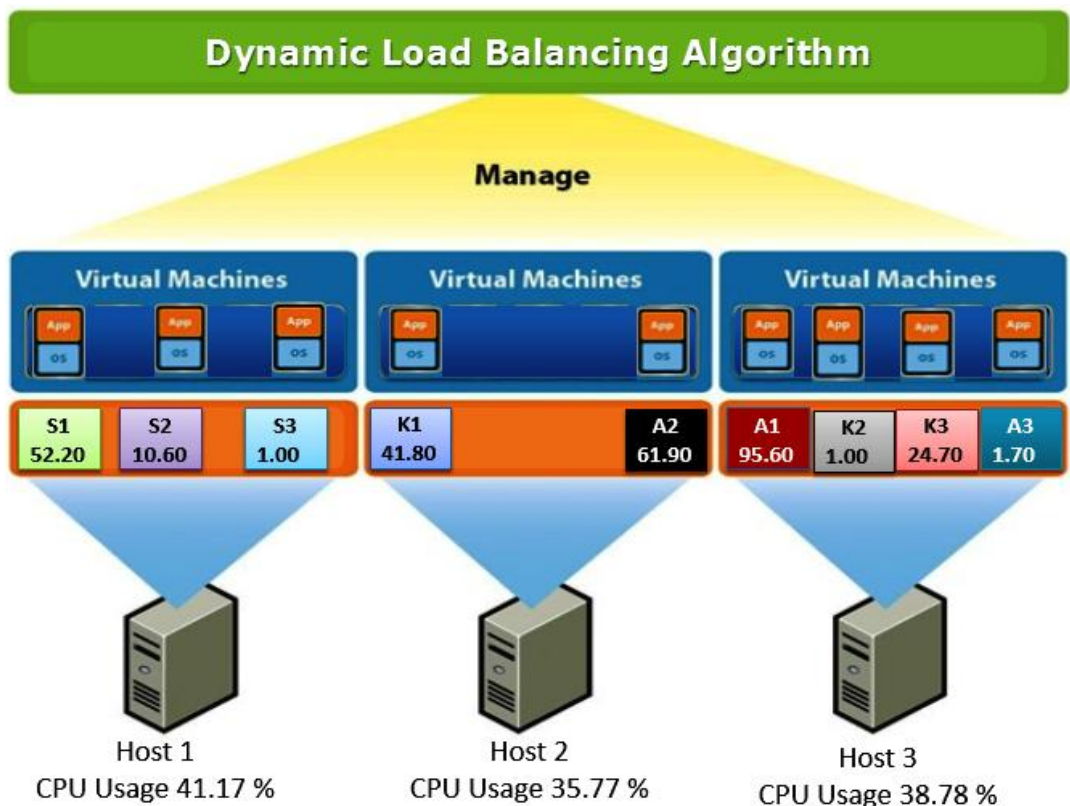 Dynamic Load Balancing Algorithm
Manage
Virtual Machines
App
OS
App
OS
App
OS
S1
52.20
S2
10.60
S3
1.00
Host 1
CPU Usage 41.17 %
Virtual Machines
App
OS
App
OS
K1
41.80
A2
61.90
Host 2
CPU Usage 35.77 %
Virtual Machines
App
OS
App
OS
App
OS
App
OS
A1
95.60
K2
1.00
K3
24.70
A3
1.70
Host 3
CPU Usage 38.78 %